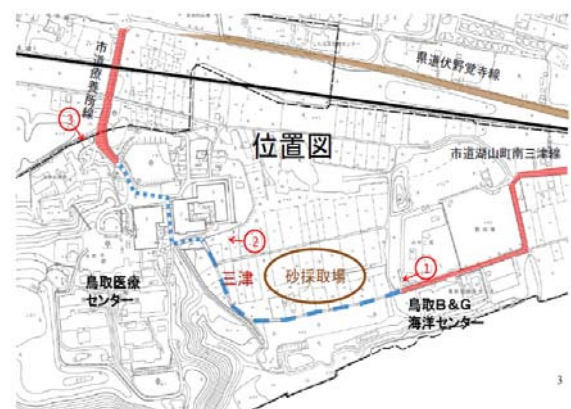 市道療養所線
県道伏野覚寺線
③
位置図
市道湖山町南三津線
②
三津
砂採取場
①
鳥取医療
センター
鳥取B&G
海洋センター
3